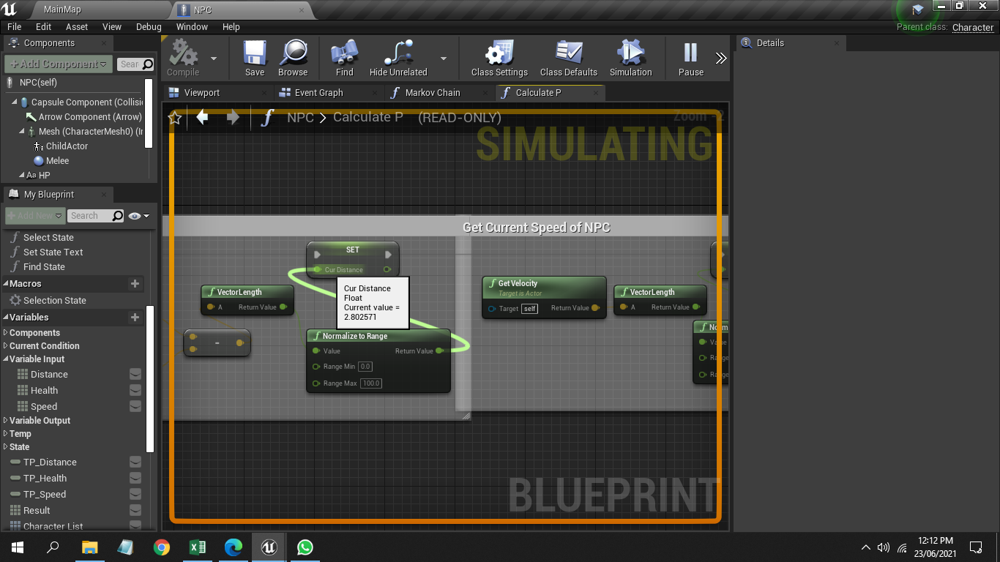 MainMap
NPC
File Edit Asset View Debug Window Help
Parent class: Character
Components
Details
+Add Component
Sear
Compile
Save
Browse
Find
Hide Unrelated
Class Settings
Class Defaults
Simulation
Pause
NPC(self)
Viewport
Event Graph
Markov Chain
Calculate P
Capsule Component (Collisio
Arrow Component (Arrow)
Mesh (CharacterMesh0) (In
ChildActor
Melee
Aa HP
NPC > Calculate P (READ-ONLY)
Zoom -2
SIMULATING
My Blueprint
+Add New
Search
Select State
Set State Text
Find State
Macros
Selection State
Variables
Components
Current Condition
Variable Input
Distance
Health
Speed
Variable Output
Temp
State
TP_Distance
TP_Health
TP_Speed
Result
Character List
Get Current Speed of NPC
SET
Cur Distance
Cur Distance
Float
Current value =
2.802571
VectorLength
A Return Value
-
Normalize to Range
Value Return Value
Range Min 0.0
Range Max 100.0
GetVelocity
Target is Actor
Target self Return Value
VectorLength
A Return Value
Norm
Value
Range
Range
BLUEPRINT
12:12 PM
23/06/2021